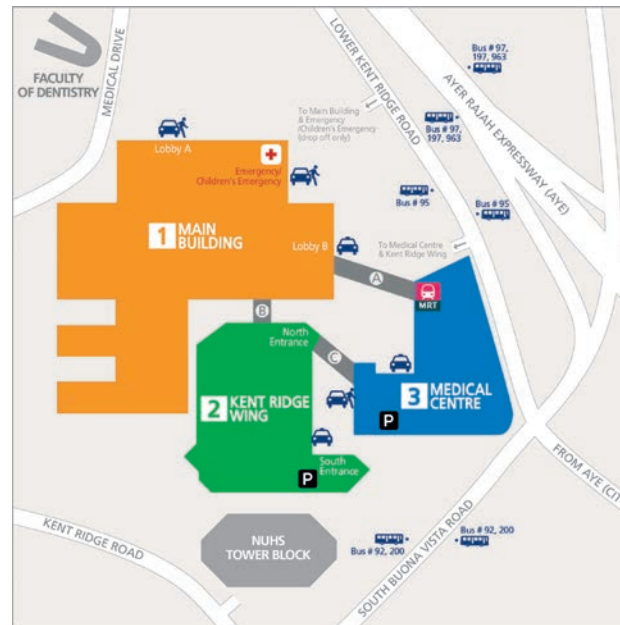 FACULTY
OF DENTISTRY
MEDICAL DRIVE
LOWER KENT RIDGE ROAD
Bus # 97,
197, 963
AYER RAJAH EXPRESSWAY (AYE)
To Main Building
& Emergency
/Children's Emergency
(drop off only)
Bus # 97,
197, 963
Lobby A
Emergency/
Children's Emergency
Bus # 95
Bus # 95
1 MAIN
BUILDING
Lobby B
To Medical Centre
& Kent Ridge Wing
A
MRT
B
North
Entrance
C
2 KENT RIDGE
WING
3 MEDICAL
CENTRE
P
South
Entrance
P
FROM AYE (CIT
KENT RIDGE ROAD
NUHS
TOWER BLOCK
Bus # 92, 200
Bus # 92, 200
SOUTH BUONA VISTA ROAD